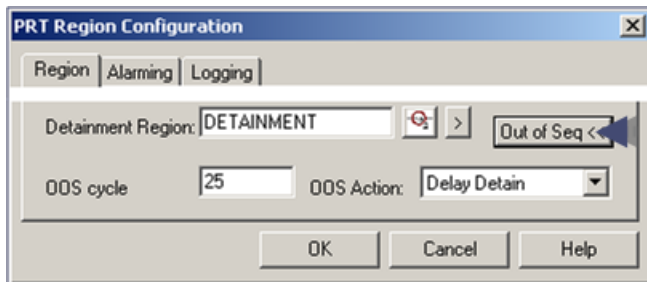 PRT Region Configuration
Region Alarming Logging
Detainment Region: DETAINMENT > Out of Seq <
OOS cycle 25 OOS Action: Delay Detain
OK Cancel Help